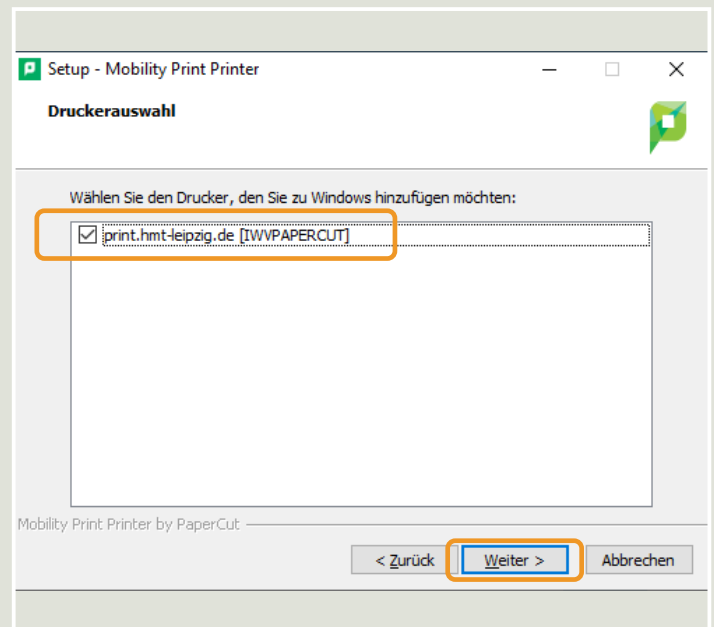 Setup - Mobility Print Printer
Druckerauswahl
Wählen Sie den Drucker, den Sie zu Windows hinzufügen möchten:
print.hmt-leipzig.de [IWVPAPERCUT]
Mobility Print Printer by PaperCut
< Zurück Weiter > Abbrechen